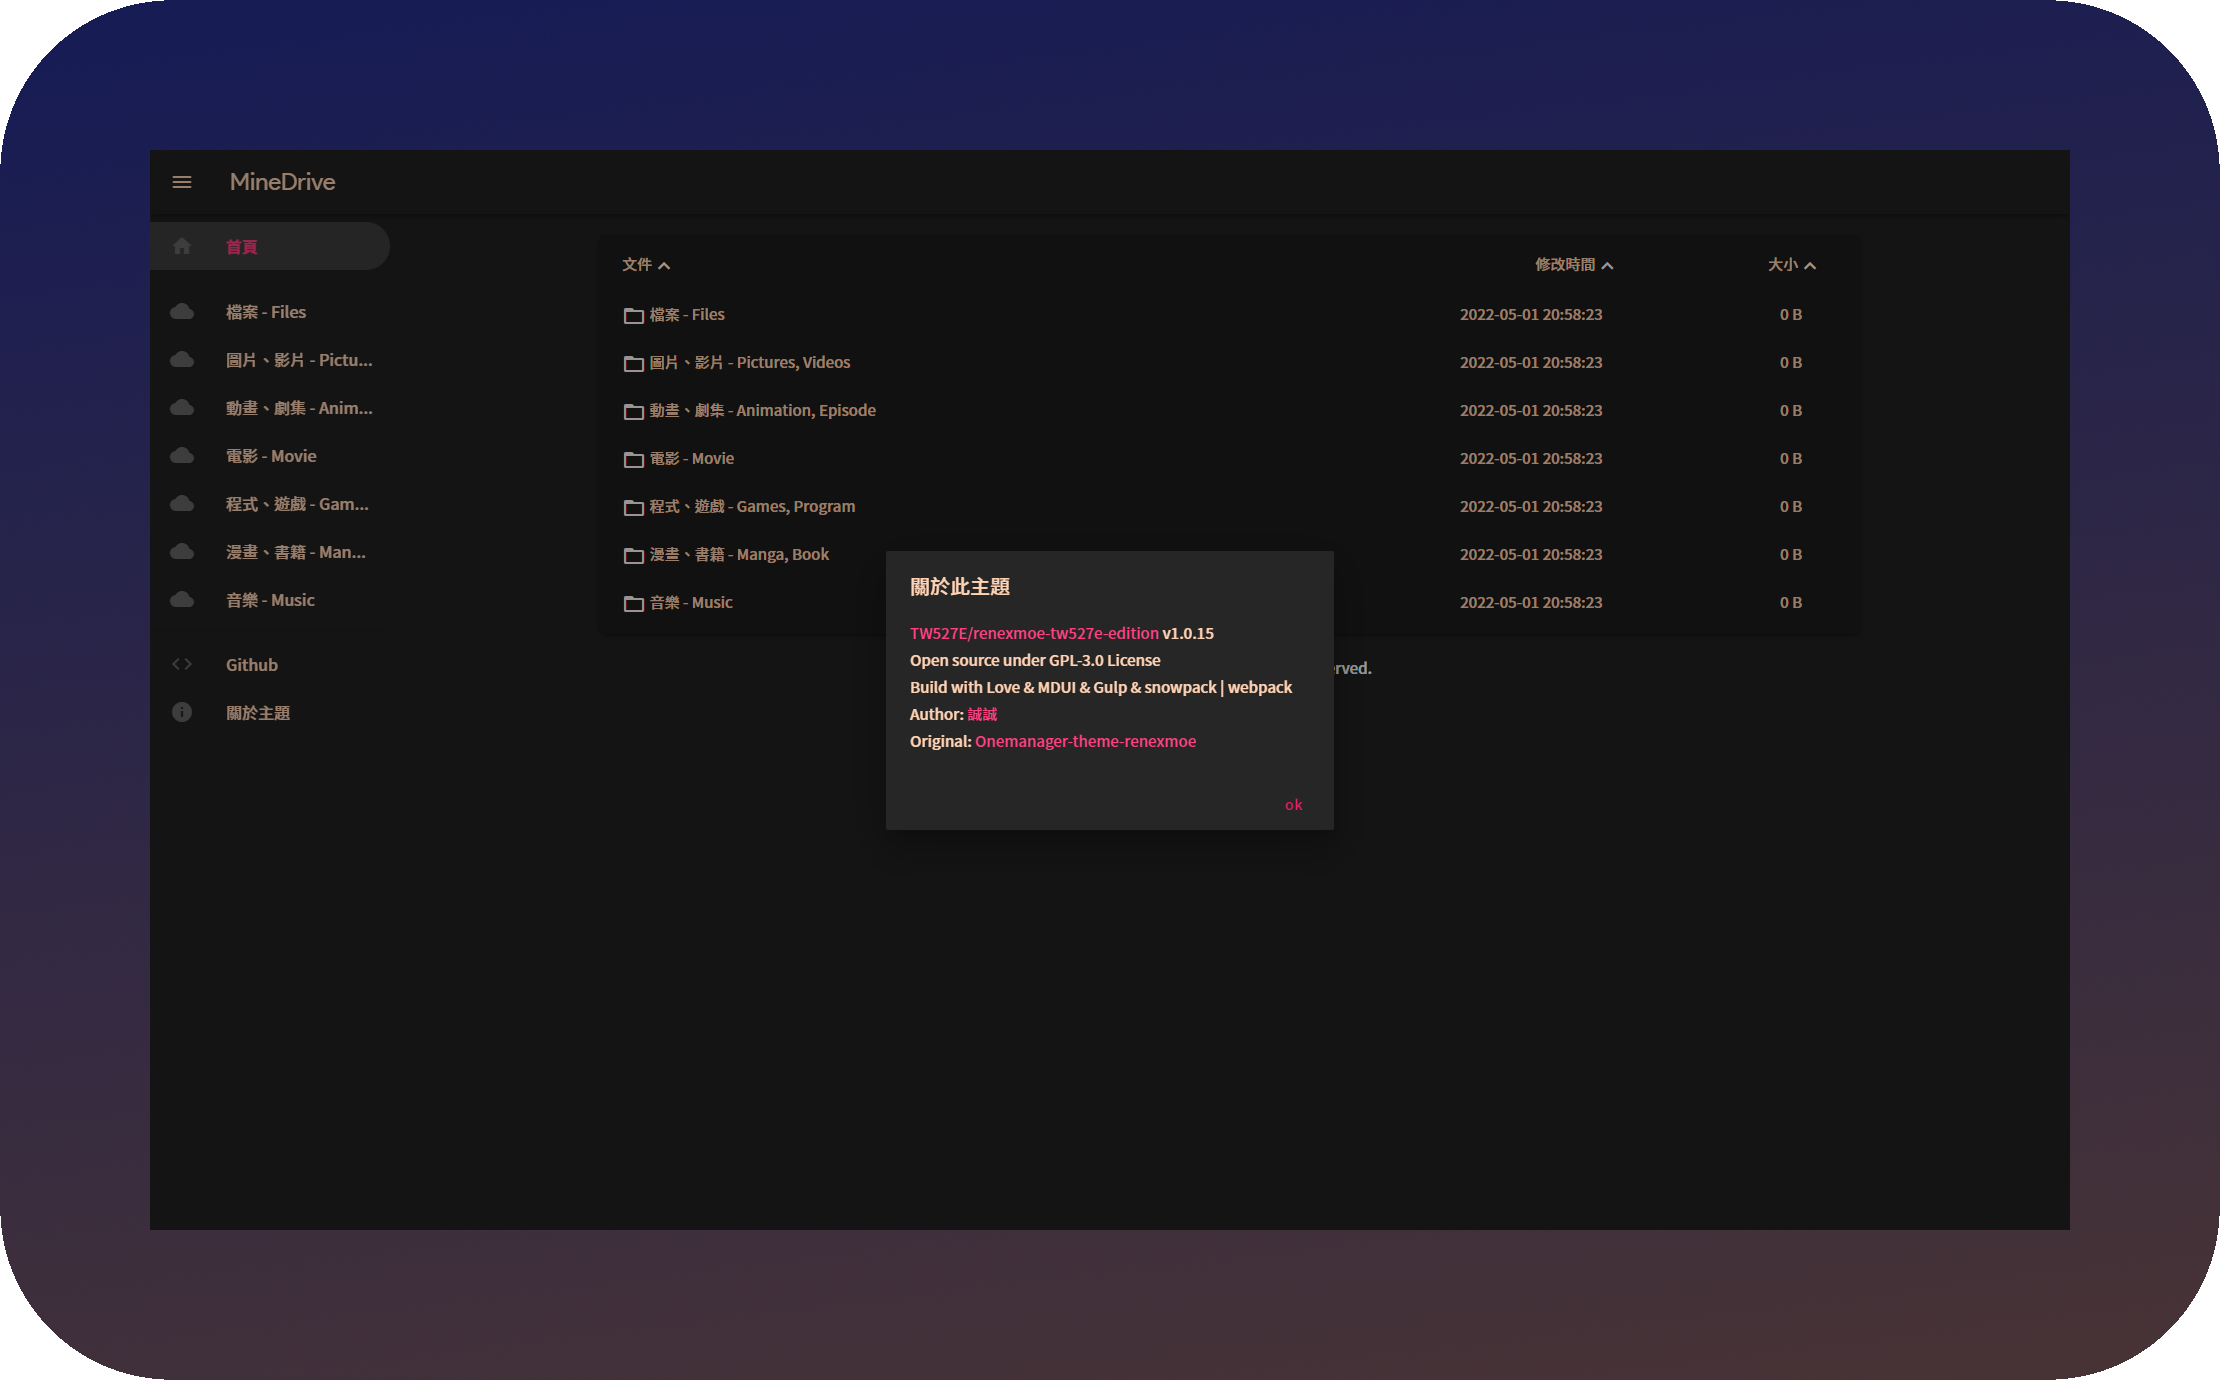 MineDrive
首頁
檔案 - Files
圖片、影片 - Pictu...
動畫、劇集 - Anim...
電影 - Movie
程式、遊戲 - Gam...
漫畫、書籍 - Man...
音樂 - Music
Github
關於主題
文件 修改時間 大小
檔案 - Files 2022-05-01 20:58:23 0 B
圖片、影片 - Pictures, Videos 2022-05-01 20:58:23 0 B
動畫、劇集 - Animation, Episode 2022-05-01 20:58:23 0 B
電影 - Movie 2022-05-01 20:58:23 0 B
程式、遊戲 - Games, Program 2022-05-01 20:58:23 0 B
漫畫、書籍 - Manga, Book 2022-05-01 20:58:23 0 B
音樂 - Music 2022-05-01 20:58:23 0 B
關於此主題
TW527E/renexmoe-tw527e-edition v1.0.15
Open source under GPL-3.0 License
Build with Love & MDUI & Gulp & snowpack | webpack
Author: 誠誠
Original: Onemanager-theme-renexmoe
ok